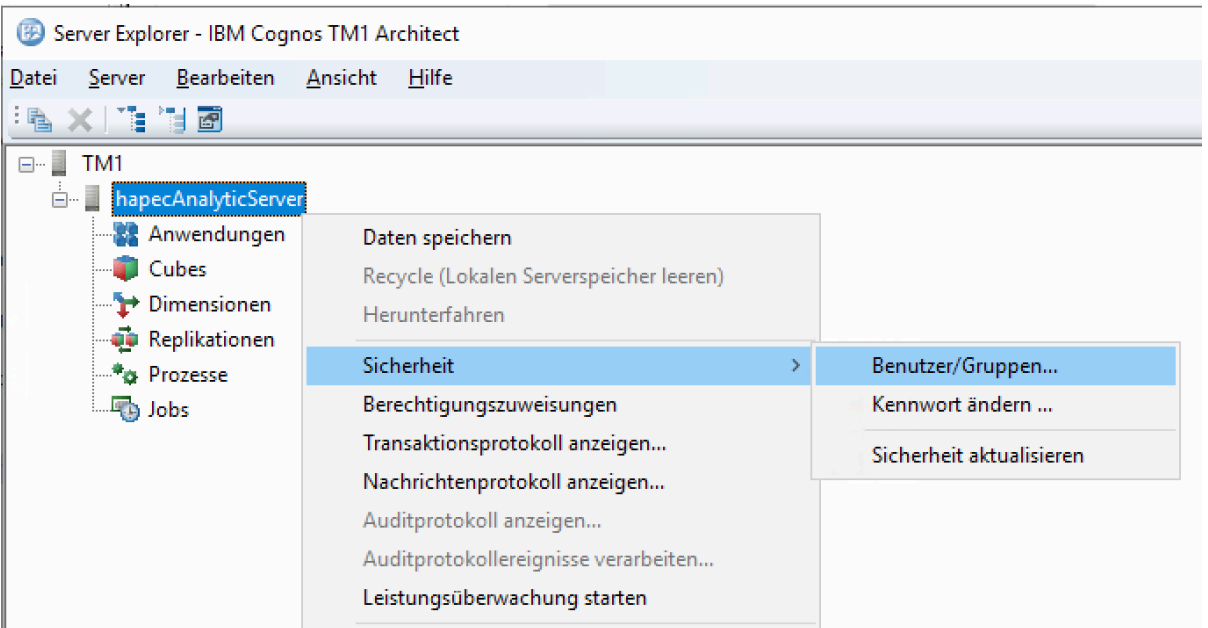 Server Explorer - IBM Cognos TM1 Architect
Datei Server Bearbeiten Ansicht Hilfe
TM1
hapecAnalyticServer
Anwendungen
Cubes
Dimensionen
Replikationen
Prozesse
Jobs
Daten speichern
Recycle (Lokalen Serverspeicher leeren)
Herunterfahren
Sicherheit
Berechtigungszuweisungen
Transaktionsprotokoll anzeigen...
Nachrichtenprotokoll anzeigen...
Auditprotokoll anzeigen...
Auditprotokollereignisse verarbeiten...
Leistungsüberwachung starten
Benutzer/Gruppen...
Kennwort ändern ...
Sicherheit aktualisieren